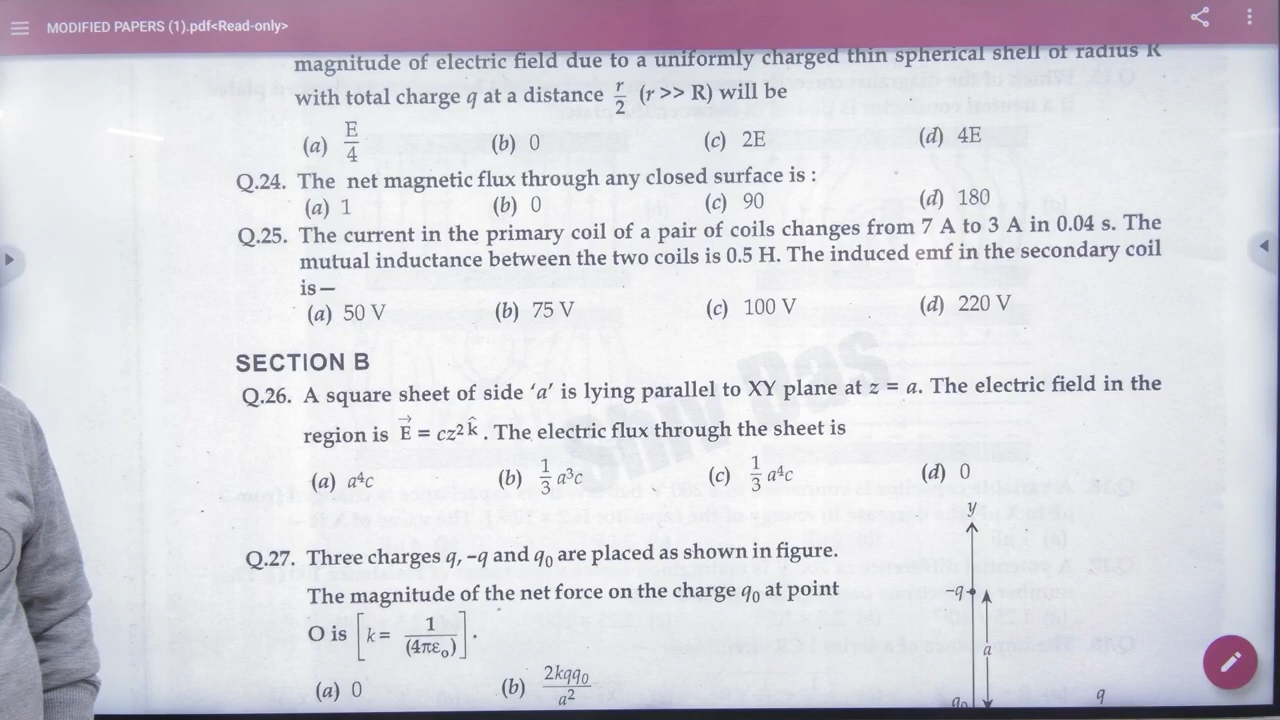 MODIFIED PAPERS (1).pdf<Read-only>
magnitude of electric field due to a uniformly charged thin spherical shell of radius R
with total charge q at a distance r/2 (r >> R) will be
(a) E/4 (b) 0 (c) 2E (d) 4E
Q.24. The net magnetic flux through any closed surface is :
(a) 1 (b) 0 (c) 90 (d) 180
Q.25. The current in the primary coil of a pair of coils changes from 7 A to 3 A in 0.04 s. The
mutual inductance between the two coils is 0.5 H. The induced emf in the secondary coil
is—
(a) 50 V (b) 75 V (c) 100 V (d) 220 V
SECTION B
Q.26. A square sheet of side ‘a’ is lying parallel to XY plane at z = a. The electric field in the
region is E⃗ = cz² k̂. The electric flux through the sheet is
(a) a⁴c (b) 1/3 a³c (c) 1/3 a⁴c (d) 0
Q.27. Three charges q, –q and q₀ are placed as shown in figure.
The magnitude of the net force on the charge q₀ at point
O is [k = 1/(4πε₀)].
(a) 0 (b) 2kqq₀/a²
y
–q
a
q₀
q
Shiv Das